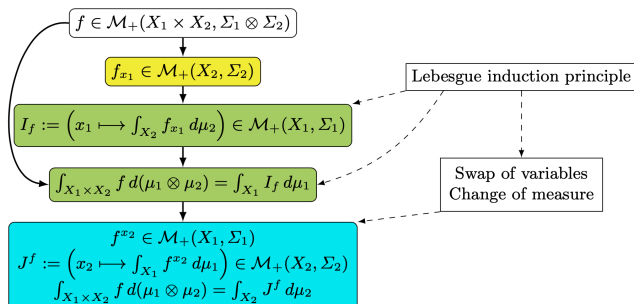 f ∈ ℳ₊(X₁ × X₂, Σ₁ ⊗ Σ₂)
f_{x₁} ∈ ℳ₊(X₂, Σ₂)
Lebesgue induction principle
I_f := (x₁ ⟼ ∫_{X₂} f_{x₁} dμ₂) ∈ ℳ₊(X₁, Σ₁)
∫_{X₁×X₂} f d(μ₁ ⊗ μ₂) = ∫_{X₁} I_f dμ₁
Swap of variables
Change of measure
f^{x₂} ∈ ℳ₊(X₁, Σ₁)
J^f := (x₂ ⟼ ∫_{X₁} f^{x₂} dμ₁) ∈ ℳ₊(X₂, Σ₂)
∫_{X₁×X₂} f d(μ₁ ⊗ μ₂) = ∫_{X₂} J^f dμ₂